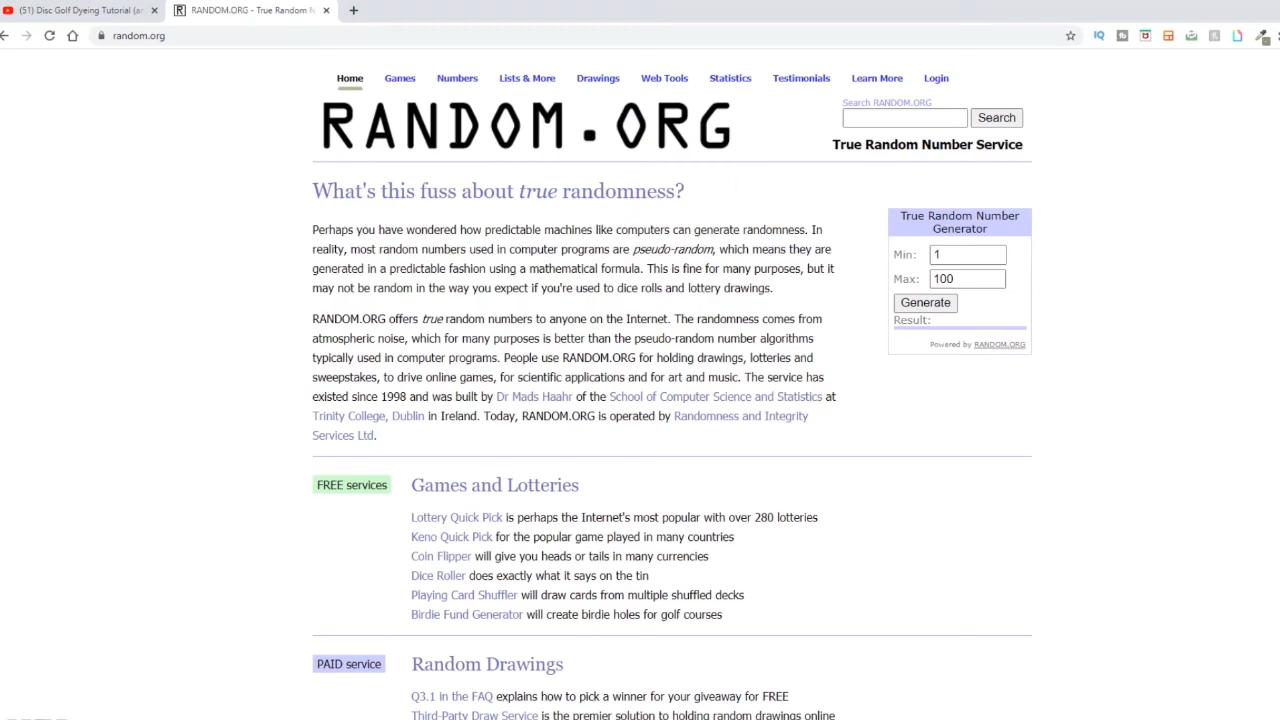 (51) Disc Golf Dyeing Tutorial (a
RANDOM.ORG - True Random N
random.org
Home Games Numbers Lists & More Drawings Web Tools Statistics Testimonials Learn More Login
RANDOM.ORG
Search RANDOM.ORG
Search
True Random Number Service
What's this fuss about true randomness?
Perhaps you have wondered how predictable machines like computers can generate randomness. In
reality, most random numbers used in computer programs are pseudo-random, which means they are
generated in a predictable fashion using a mathematical formula. This is fine for many purposes, but it
may not be random in the way you expect if you're used to dice rolls and lottery drawings.
RANDOM.ORG offers true random numbers to anyone on the Internet. The randomness comes from
atmospheric noise, which for many purposes is better than the pseudo-random number algorithms
typically used in computer programs. People use RANDOM.ORG for holding drawings, lotteries and
sweepstakes, to drive online games, for scientific applications and for art and music. The service has
existed since 1998 and was built by Dr Mads Haahr of the School of Computer Science and Statistics at
Trinity College, Dublin in Ireland. Today, RANDOM.ORG is operated by Randomness and Integrity
Services Ltd.
True Random Number
Generator
Min: 1
Max: 100
Generate
Result:
Powered by RANDOM.ORG
FREE services
Games and Lotteries
Lottery Quick Pick is perhaps the Internet's most popular with over 280 lotteries
Keno Quick Pick for the popular game played in many countries
Coin Flipper will give you heads or tails in many currencies
Dice Roller does exactly what it says on the tin
Playing Card Shuffler will draw cards from multiple shuffled decks
Birdie Fund Generator will create birdie holes for golf courses
PAID service
Random Drawings
Q3.1 in the FAQ explains how to pick a winner for your giveaway for FREE
Third-Party Draw Service is the premier solution to holding random drawings online